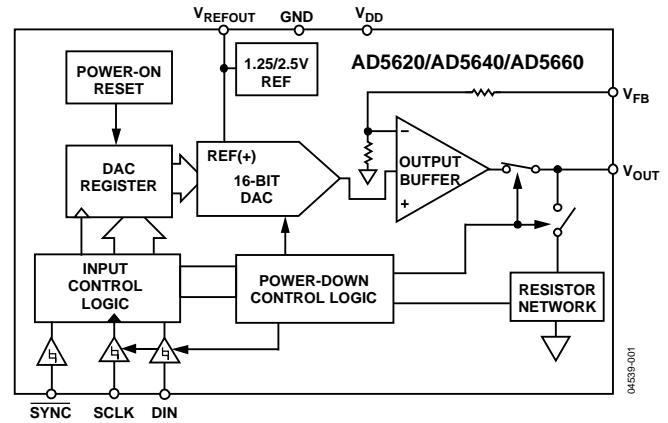 VREFOUT GND VDD
1.25/2.5V
REF
AD5620/AD5640/AD5660
POWER-ON
RESET
VFB
DAC
REGISTER
REF(+)
16-BIT
DAC
–
OUTPUT
BUFFER
+
VOUT
INPUT
CONTROL
LOGIC
POWER-DOWN
CONTROL LOGIC
RESISTOR
NETWORK
SYNC SCLK DIN
04539-001